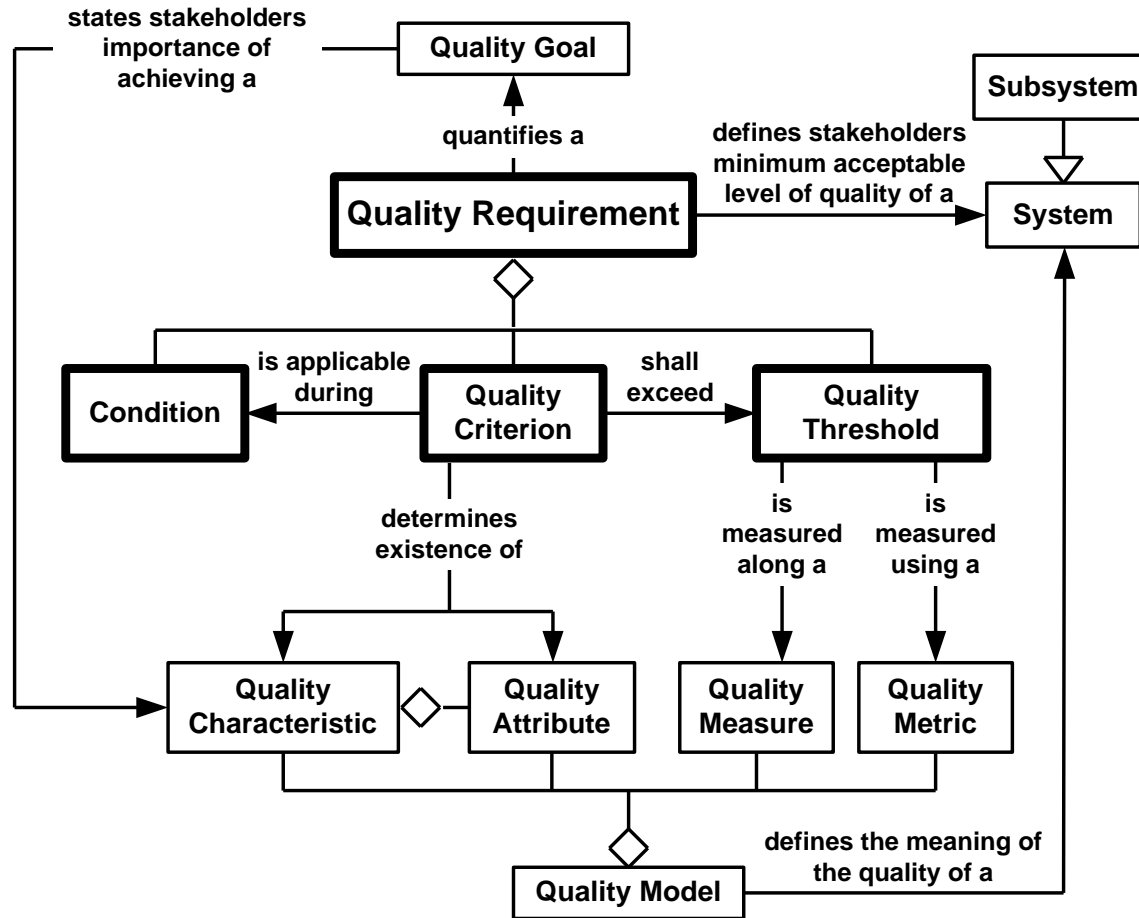 states stakeholders
importance of
achieving a
Quality Goal
Subsystem
quantifies a
defines stakeholders
minimum acceptable
level of quality of a
Quality Requirement
System
Condition
is applicable
during
Quality
Criterion
shall
exceed
Quality
Threshold
determines
existence of
is
measured
along a
is
measured
using a
Quality
Characteristic
Quality
Attribute
Quality
Measure
Quality
Metric
Quality Model
defines the meaning of
the quality of a